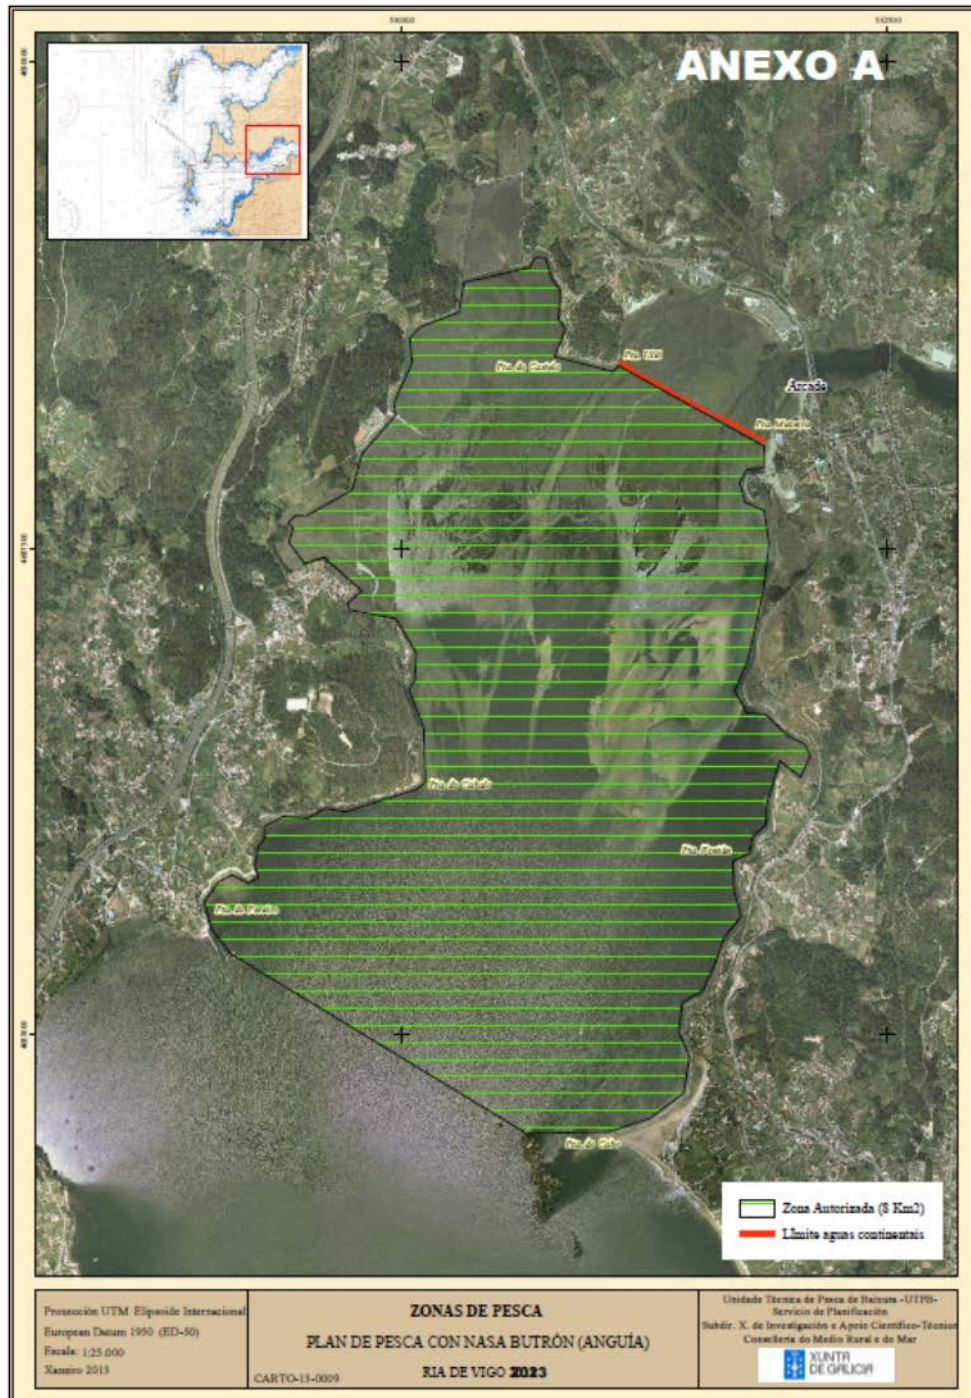 510000
512500
ANEXO A
Arcade
Zona Autorizada (8 Km2)
Límite aguas continentais
Proxección UTM Elipsoide Internacional
European Datum 1950 (ED-50)
Escala: 1:25.000
Xaneiro 2013
ZONAS DE PESCA
PLAN DE PESCA CON NASA BUTRÓN (ANGUÍA)
CARTO-13-0009
RIA DE VIGO
Unidade Técnica de Pesca de Baixura -UTPB-
Servicio de Planificación
Subdir. X. de Investigación e Apoio Científico-Técnico
Consellería do Medio Rural e do Mar
XUNTA
DE GALICIA